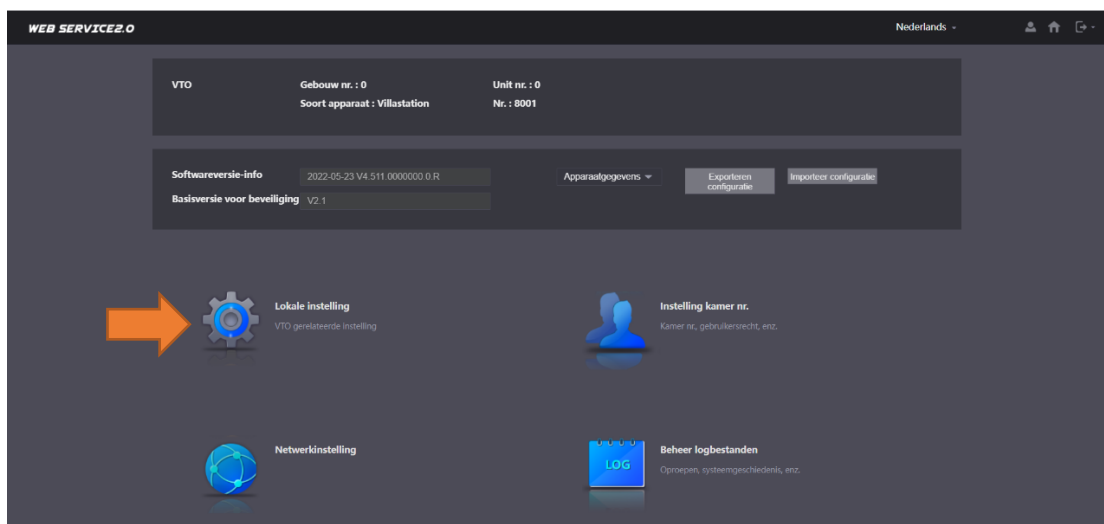 WEB SERVICE2.0
Nederlands
VTO
Gebouw nr. : 0
Unit nr. : 0
Soort apparaat : Villastation
Nr. : 8001
Softwareversie-info
2022-05-23 V4.511.0000000.0.R
Apparaatgegevens
Exporteren
configuratie
Importeer configuratie
Basisversie voor beveiliging
V2.1
Lokale instelling
VTO gerelateerde instelling
Instelling kamer nr.
Kamer nr., gebruikersrecht, enz.
Netwerkinstelling
LOG
Beheer logbestanden
Oproepen, systeemgeschiedenis, enz.